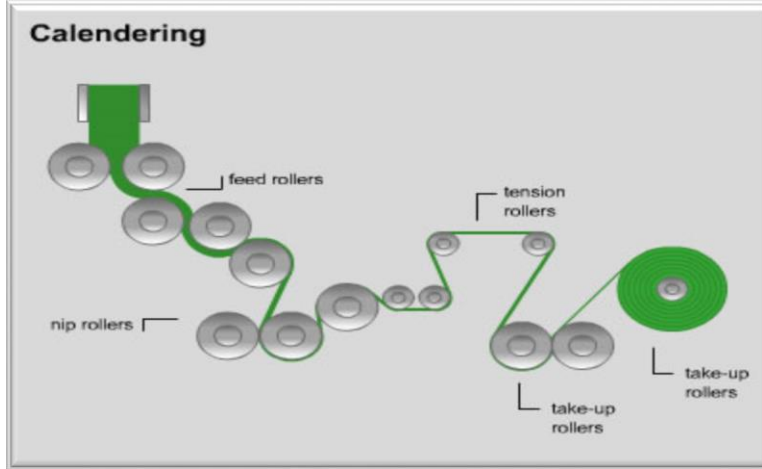 Calendering
feed rollers
tension
rollers
nip rollers
take-up
rollers
take-up
rollers